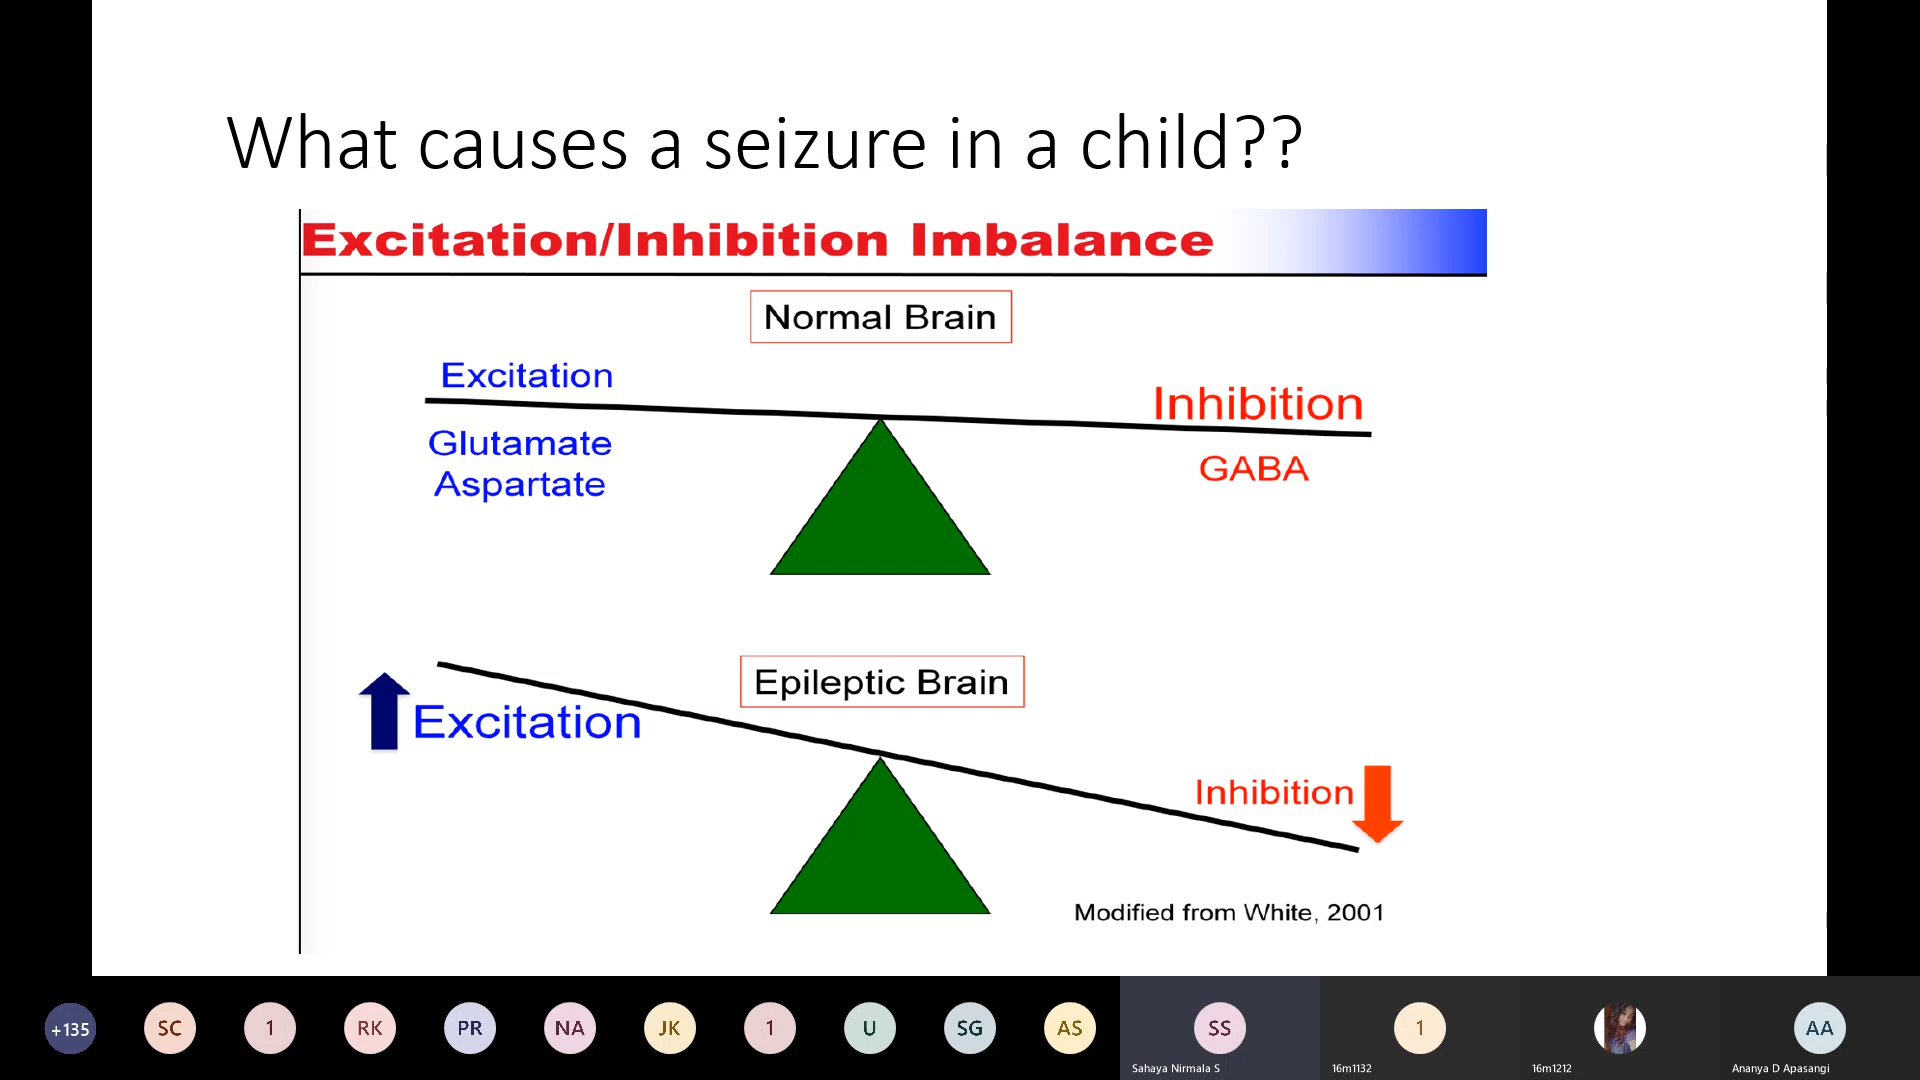 What causes a seizure in a child??
Excitation/Inhibition Imbalance
Normal Brain
Excitation
Inhibition
Glutamate
Aspartate
GABA
Epileptic Brain
Excitation
Inhibition
Modified from White, 2001
+135
SC
1
RK
PR
NA
JK
1
U
SG
AS
SS
1
AA
Sahaya Nirmala S
16m1132
16m1212
Ananya D Apasangi